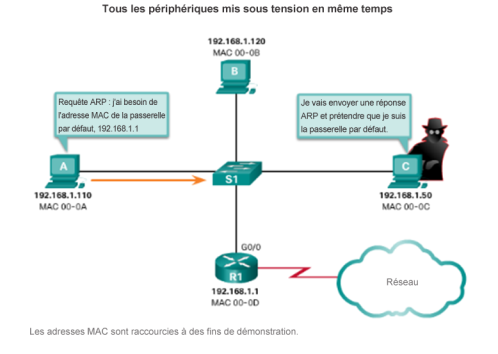 Tous les périphériques mis sous tension en même temps
192.168.1.120
MAC 00-0B
B
Requête ARP : j'ai besoin de
l'adresse MAC de la passerelle
par défaut, 192.168.1.1
Je vais envoyer une réponse
ARP et prétendre que je suis
la passerelle par défaut.
A
S1
C
192.168.1.110
MAC 00-0A
192.168.1.50
MAC 00-0C
G0/0
R1
192.168.1.1
MAC 00-0D
Réseau
Les adresses MAC sont raccourcies à des fins de démonstration.